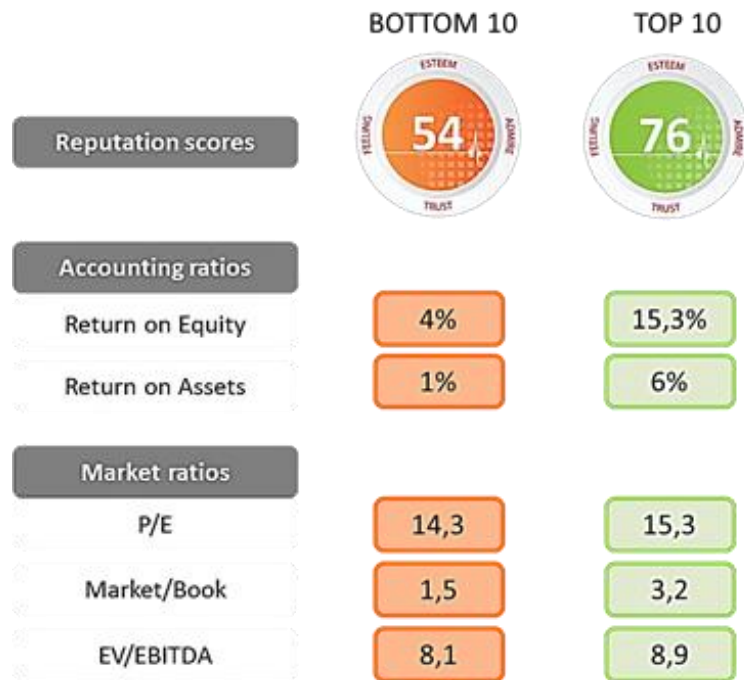 BOTTOM 10 TOP 10
ESTEEM ESTEEM
Reputation scores FEELING 54 ADMIRE FEELING 76 ADMIRE
TRUST TRUST
Accounting ratios
Return on Equity 4% 15,3%
Return on Assets 1% 6%
Market ratios
P/E 14,3 15,3
Market/Book 1,5 3,2
EV/EBITDA 8,1 8,9